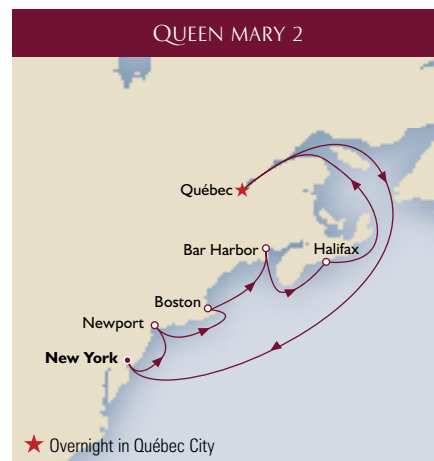 QUEEN MARY 2
Québec
Bar Harbor
Halifax
Boston
Newport
New York
Overnight in Québec City